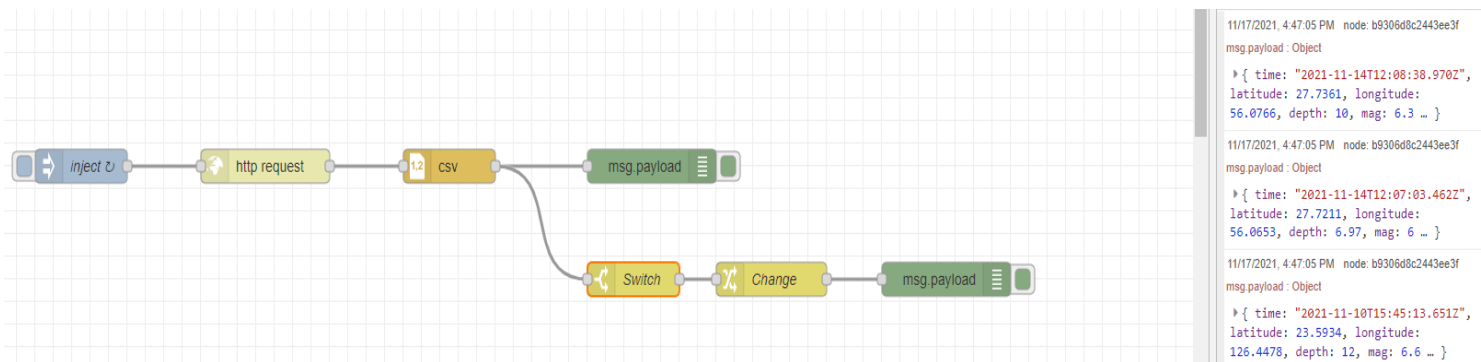 inject ↻
http request
1,2
csv
msg.payload
Switch
Change
msg.payload
11/17/2021, 4:47:05 PM node: b9306d8c2443ee3f
msg.payload : Object
▸{ time: "2021-11-14T12:08:38.970Z",
latitude: 27.7361, longitude:
56.0766, depth: 10, mag: 6.3 … }
11/17/2021, 4:47:05 PM node: b9306d8c2443ee3f
msg.payload : Object
▸{ time: "2021-11-14T12:07:03.462Z",
latitude: 27.7211, longitude:
56.0653, depth: 6.97, mag: 6 … }
11/17/2021, 4:47:05 PM node: b9306d8c2443ee3f
msg.payload : Object
▸{ time: "2021-11-10T15:45:13.651Z",
latitude: 23.5934, longitude:
126.4478, depth: 12, mag: 6.6 … }